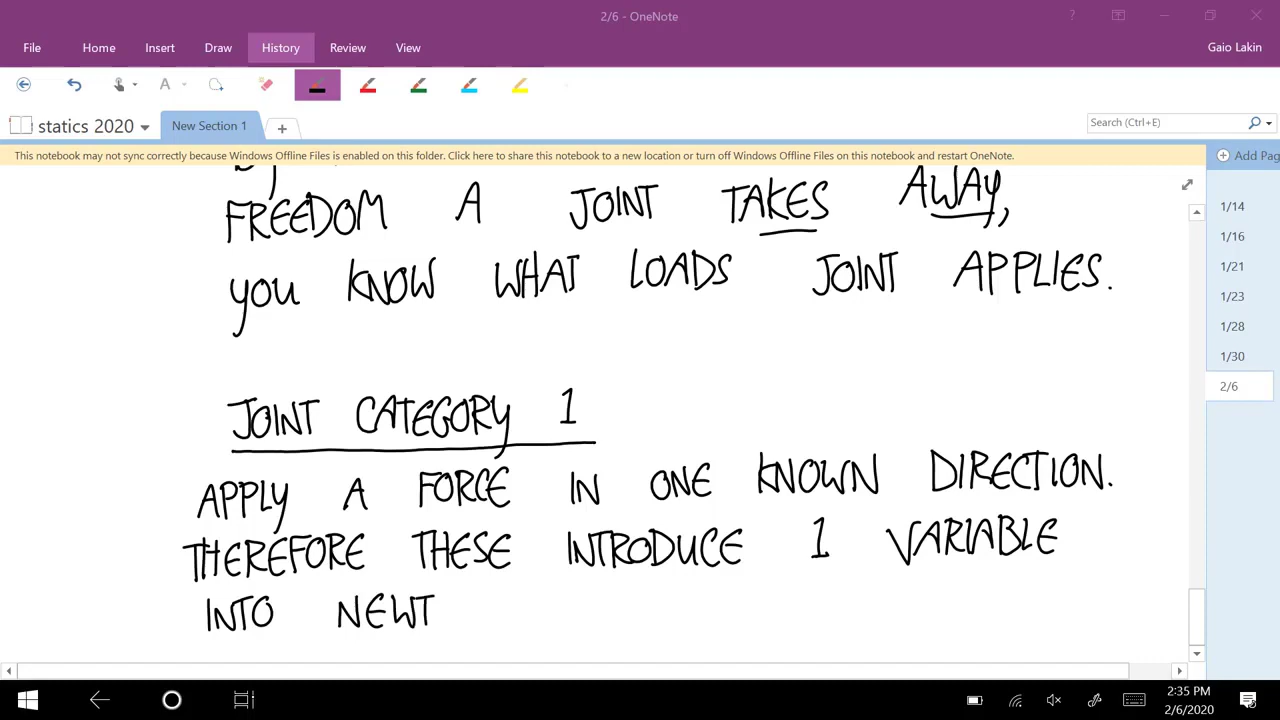 2/6 - OneNote
File Home Insert Draw History Review View Gaio Lakin
statics 2020 New Section 1 Search (Ctrl+E)
This notebook may not sync correctly because Windows Offline Files is enabled on this folder. Click here to share this notebook to a new location or turn off Windows Offline Files on this notebook and restart OneNote.
Add Pag
FREEDOM A JOINT TAKES AWAY,
you KNOW WHAT LOADS JOINT APPLIES.
JOINT CATEGORY 1
APPLY A FORCE IN ONE KNOWN DIRECTION.
THEREFORE THESE INTRODUCE 1 VARIABLE
INTO NEWT
1/14
1/16
1/21
1/23
1/28
1/30
2/6
2:35 PM
2/6/2020